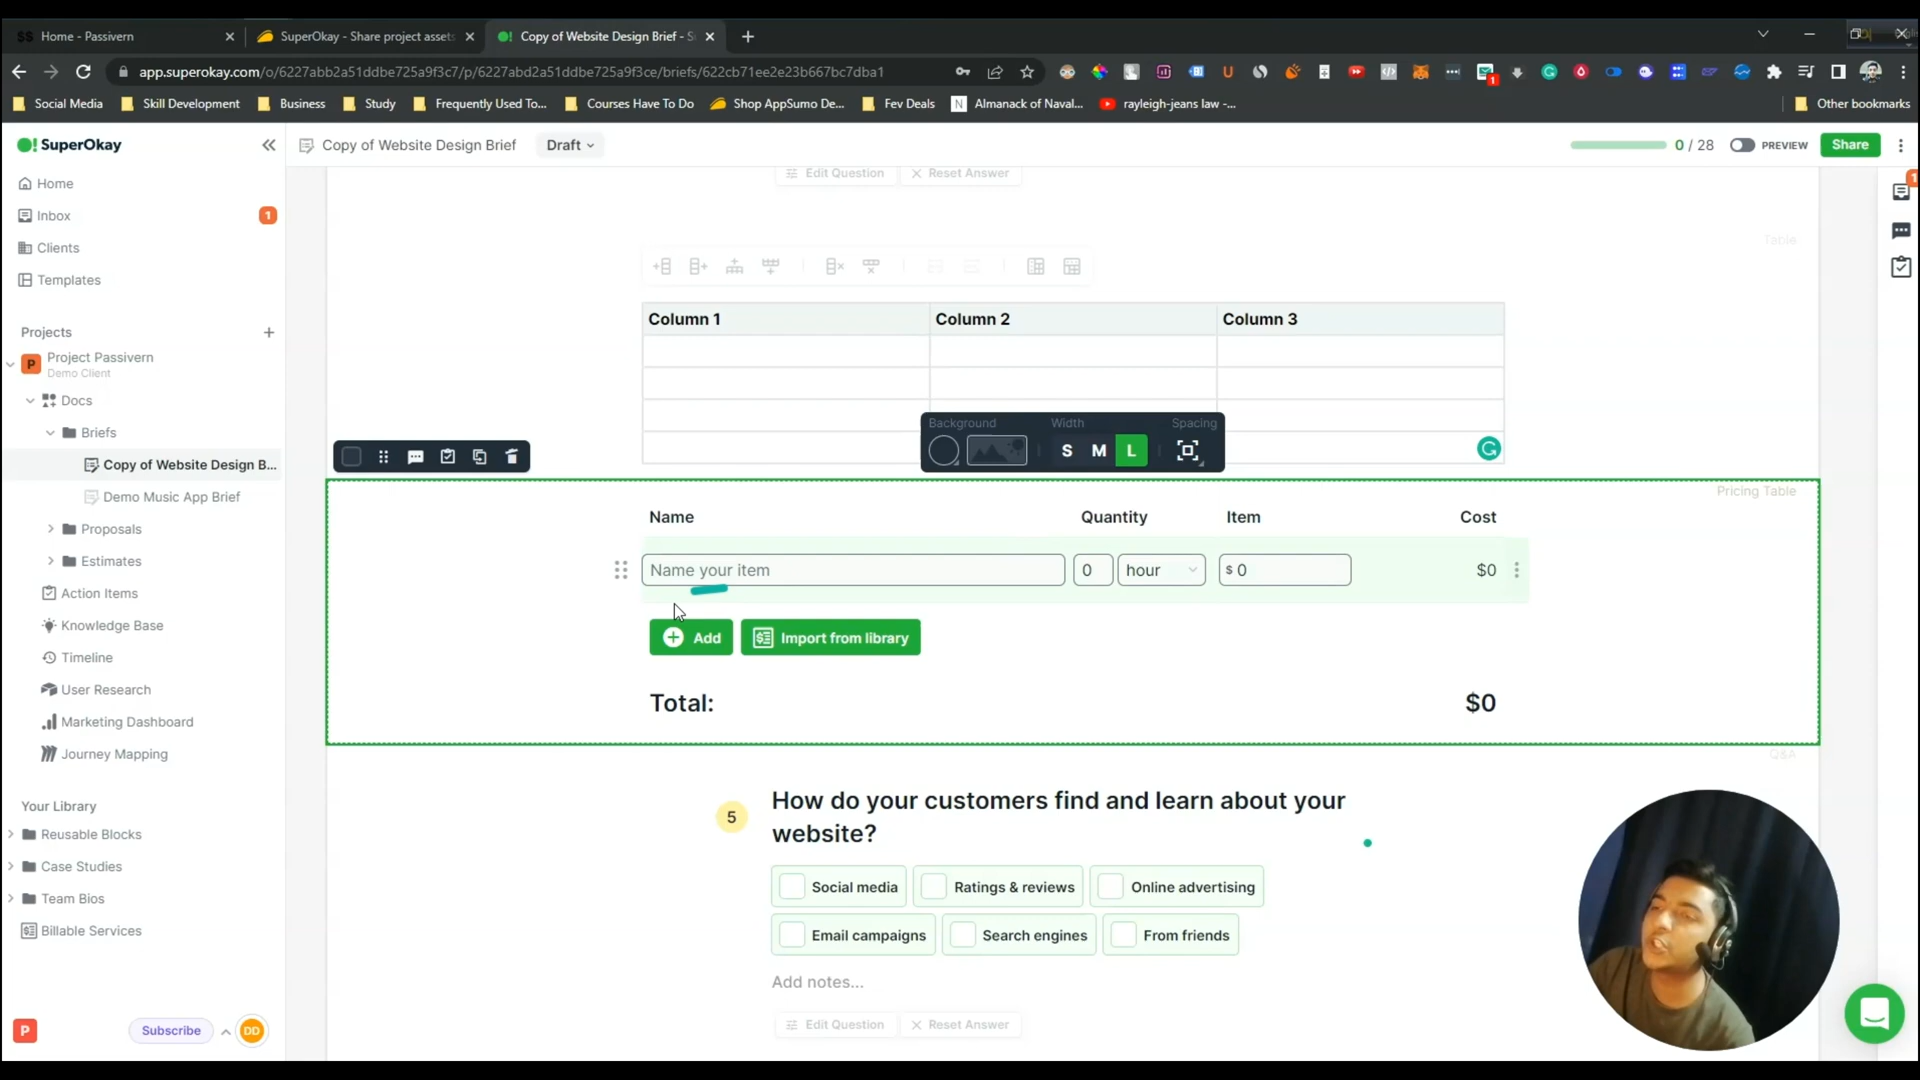 Home - Passivern
SuperOkay - Share project assets
Copy of Website Design Brief - S
app.superokay.com/o/6227abb2a51ddbe725a9f3c7/p/6227abd2a51ddbe725a9f3ce/briefs/622cb71ee2e23b667bc7dba1
1
Social Media
Skill Development
Business
Study
Frequently Used To...
Courses Have To Do
Shop AppSumo De...
Fev Deals
Almanack of Naval...
rayleigh-jeans law -...
Other bookmarks
SuperOkay
Copy of Website Design Brief
Draft
0 / 28
PREVIEW
Share
Home
Inbox
1
Clients
Templates
Projects
P
Project Passivern
Demo Client
Docs
Briefs
Copy of Website Design B...
Demo Music App Brief
Proposals
Estimates
Action Items
Knowledge Base
Timeline
User Research
Marketing Dashboard
Journey Mapping
Your Library
Reusable Blocks
Case Studies
Team Bios
Billable Services
P
Subscribe
DD
Edit Question
Reset Answer
Table
Column 1
Column 2
Column 3
Background
Width
Spacing
S
M
L
Pricing Table
Name
Quantity
Item
Cost
Name your item
0
hour
$ 0
$0
Add
Import from library
Total:
$0
Q&A
5
How do your customers find and learn about your
website?
Social media
Ratings & reviews
Online advertising
Email campaigns
Search engines
From friends
Add notes...
Edit Question
Reset Answer
1